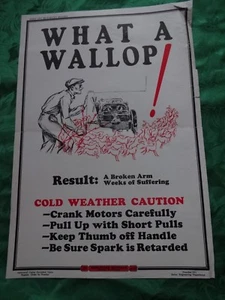 WHAT A
WALLOP!
Result: A Broken Arm
Weeks of Suffering
COLD WEATHER CAUTION
—Crank Motors Carefully
—Pull Up with Short Pulls
—Keep Thumb off Handle
—Be Sure Spark is Retarded